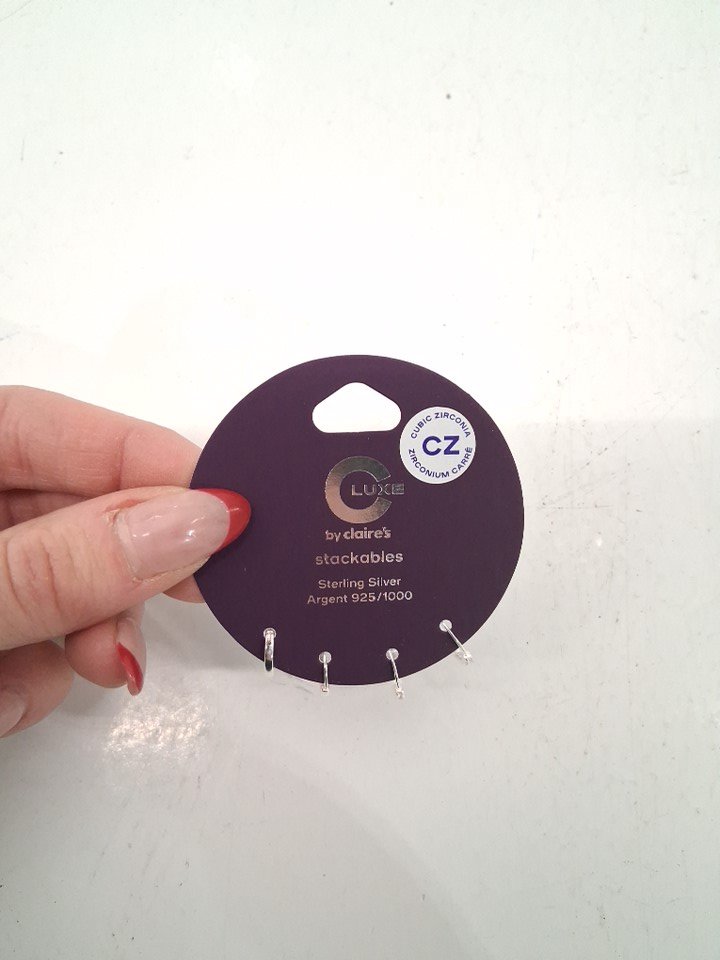 CUBIC ZIRCONIA
CZ
ZIRCONIUM CARRÉ
C LUXE
by claire's
stackables
Sterling Silver
Argent 925/1000